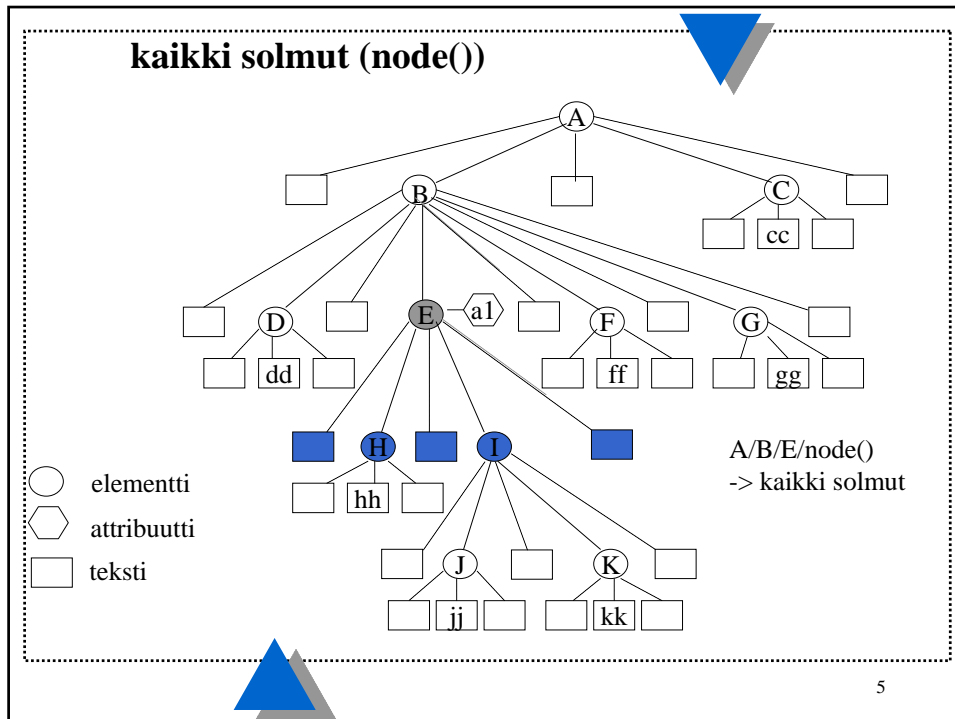 kaikki solmut (node())
A
B
C
cc
D
E
a1
F
G
dd
ff
gg
H
I
A/B/E/node()
-> kaikki solmut
elementti
hh
attribuutti
J
K
teksti
jj
kk
5